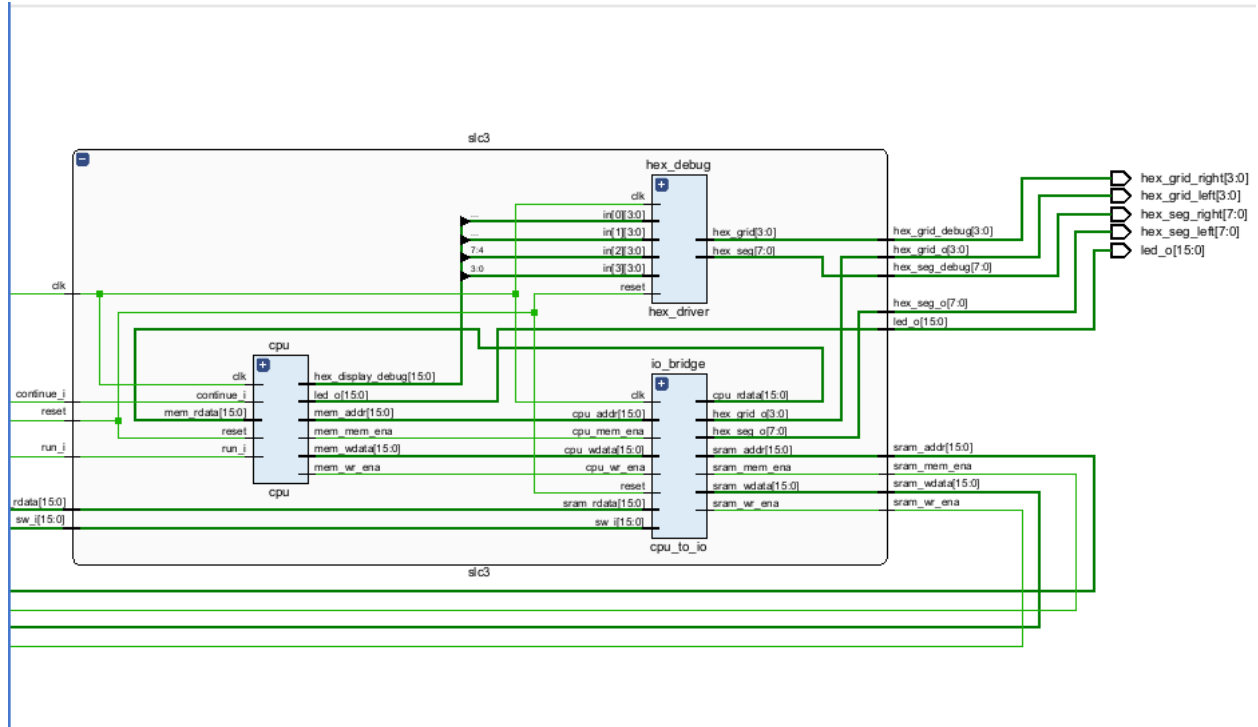 slc3
hex_debug
clk
in[0][3:0]
in[1][3:0]
in[2][3:0]
in[3][3:0]
reset
...
...
7:4
3:0
hex_grid[3:0]
hex_seg[7:0]
hex_driver
hex_grid_debug[3:0]
hex_grid_o[3:0]
hex_seg_debug[7:0]
hex_seg_o[7:0]
led_o[15:0]
hex_grid_right[3:0]
hex_grid_left[3:0]
hex_seg_right[7:0]
hex_seg_left[7:0]
led_o[15:0]
clk
continue_i
reset
run_i
rdata[15:0]
sw_i[15:0]
cpu
clk
continue_i
mem_rdata[15:0]
reset
run_i
hex_display_debug[15:0]
led_o[15:0]
mem_addr[15:0]
mem_mem_ena
mem_wdata[15:0]
mem_wr_ena
cpu
io_bridge
clk
cpu_addr[15:0]
cpu_mem_ena
cpu_wdata[15:0]
cpu_wr_ena
reset
sram_rdata[15:0]
sw_i[15:0]
cpu_rdata[15:0]
hex_grid_o[3:0]
hex_seg_o[7:0]
sram_addr[15:0]
sram_mem_ena
sram_wdata[15:0]
sram_wr_ena
cpu_to_io
sram_addr[15:0]
sram_mem_ena
sram_wdata[15:0]
sram_wr_ena
slc3